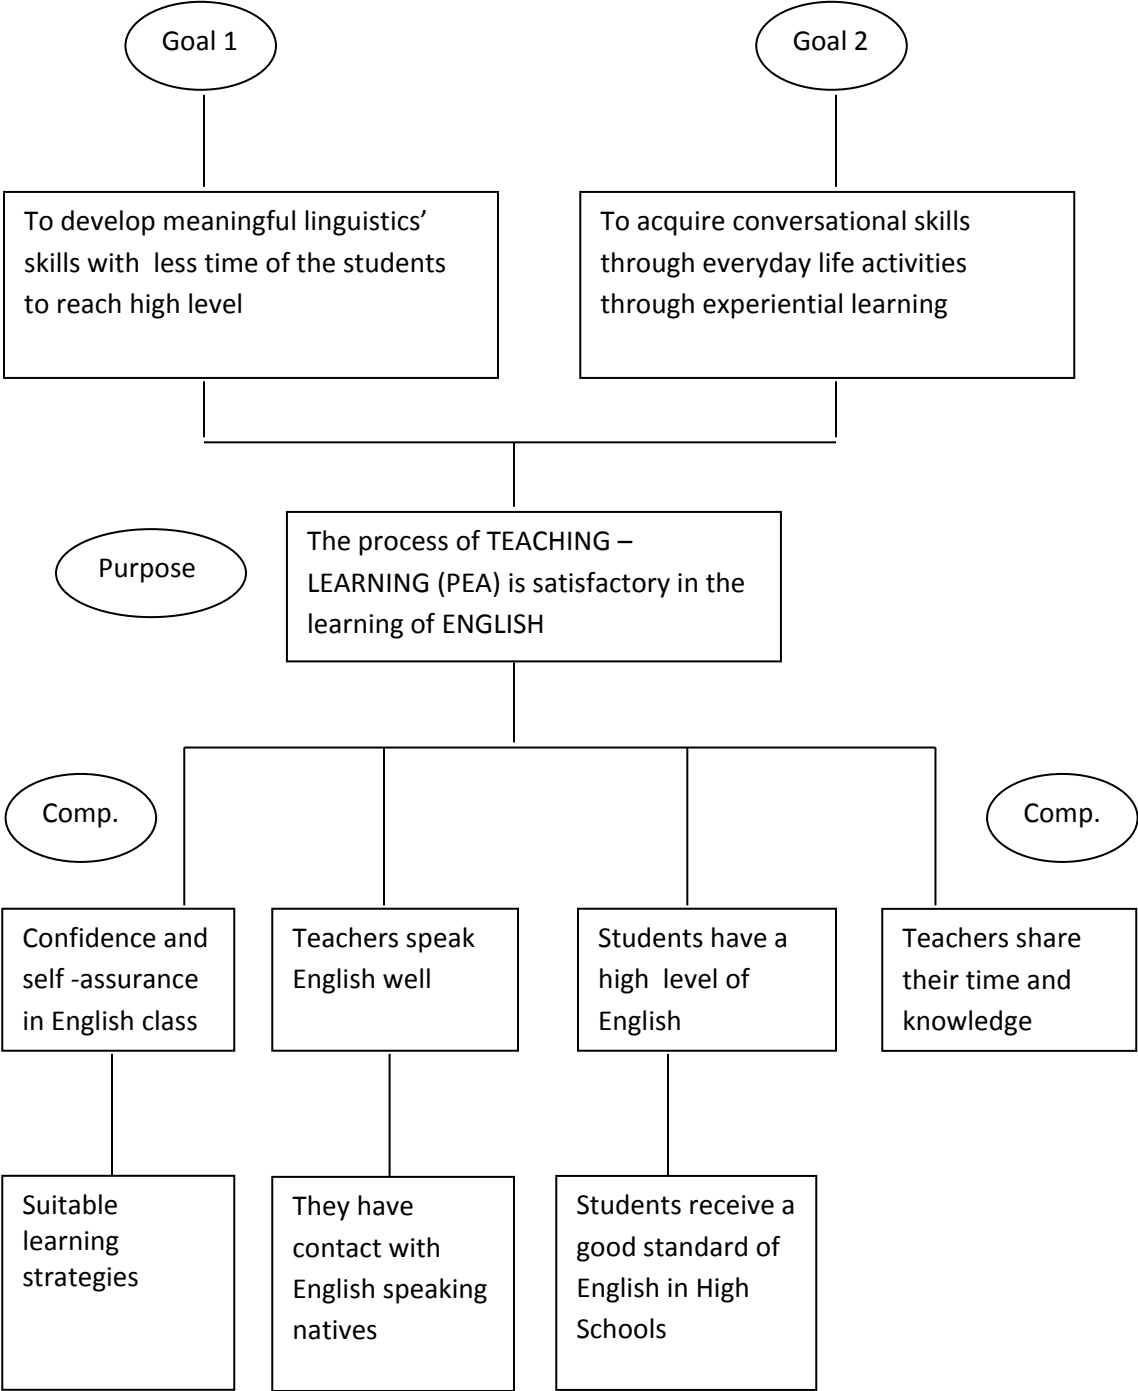 Goal 1
Goal 2
To develop meaningful linguistics’
skills with  less time of the students
to reach high level
To acquire conversational skills
through everyday life activities
through experiential learning
Purpose
The process of TEACHING –
LEARNING (PEA) is satisfactory in the
learning of ENGLISH
Comp.
Comp.
Confidence and
self -assurance
in English class
Teachers speak
English well
Students have a
high  level of
English
Teachers share
their time and
knowledge
Suitable
learning
strategies
They have
contact with
English speaking
natives
Students receive a
good standard of
English in High
Schools